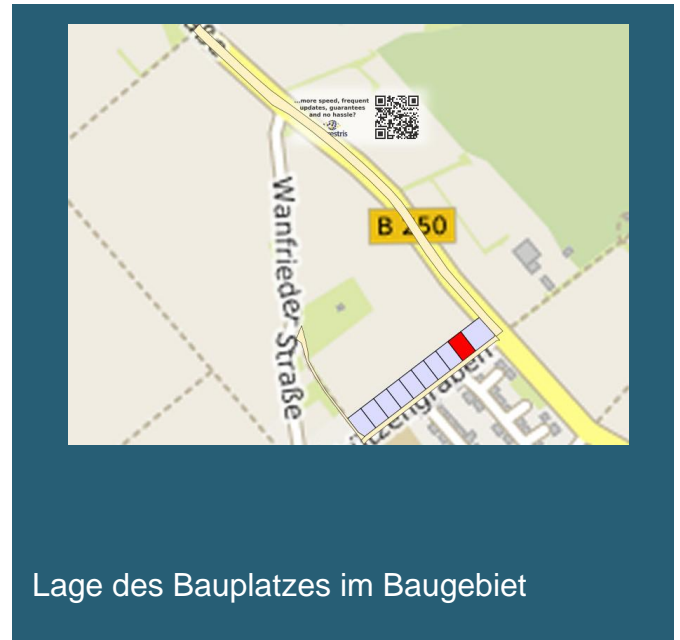 ...more speed, frequent
updates, guarantees
and no hassle?
Wanfrieder Straße
B 250
Lage des Bauplatzes im Baugebiet